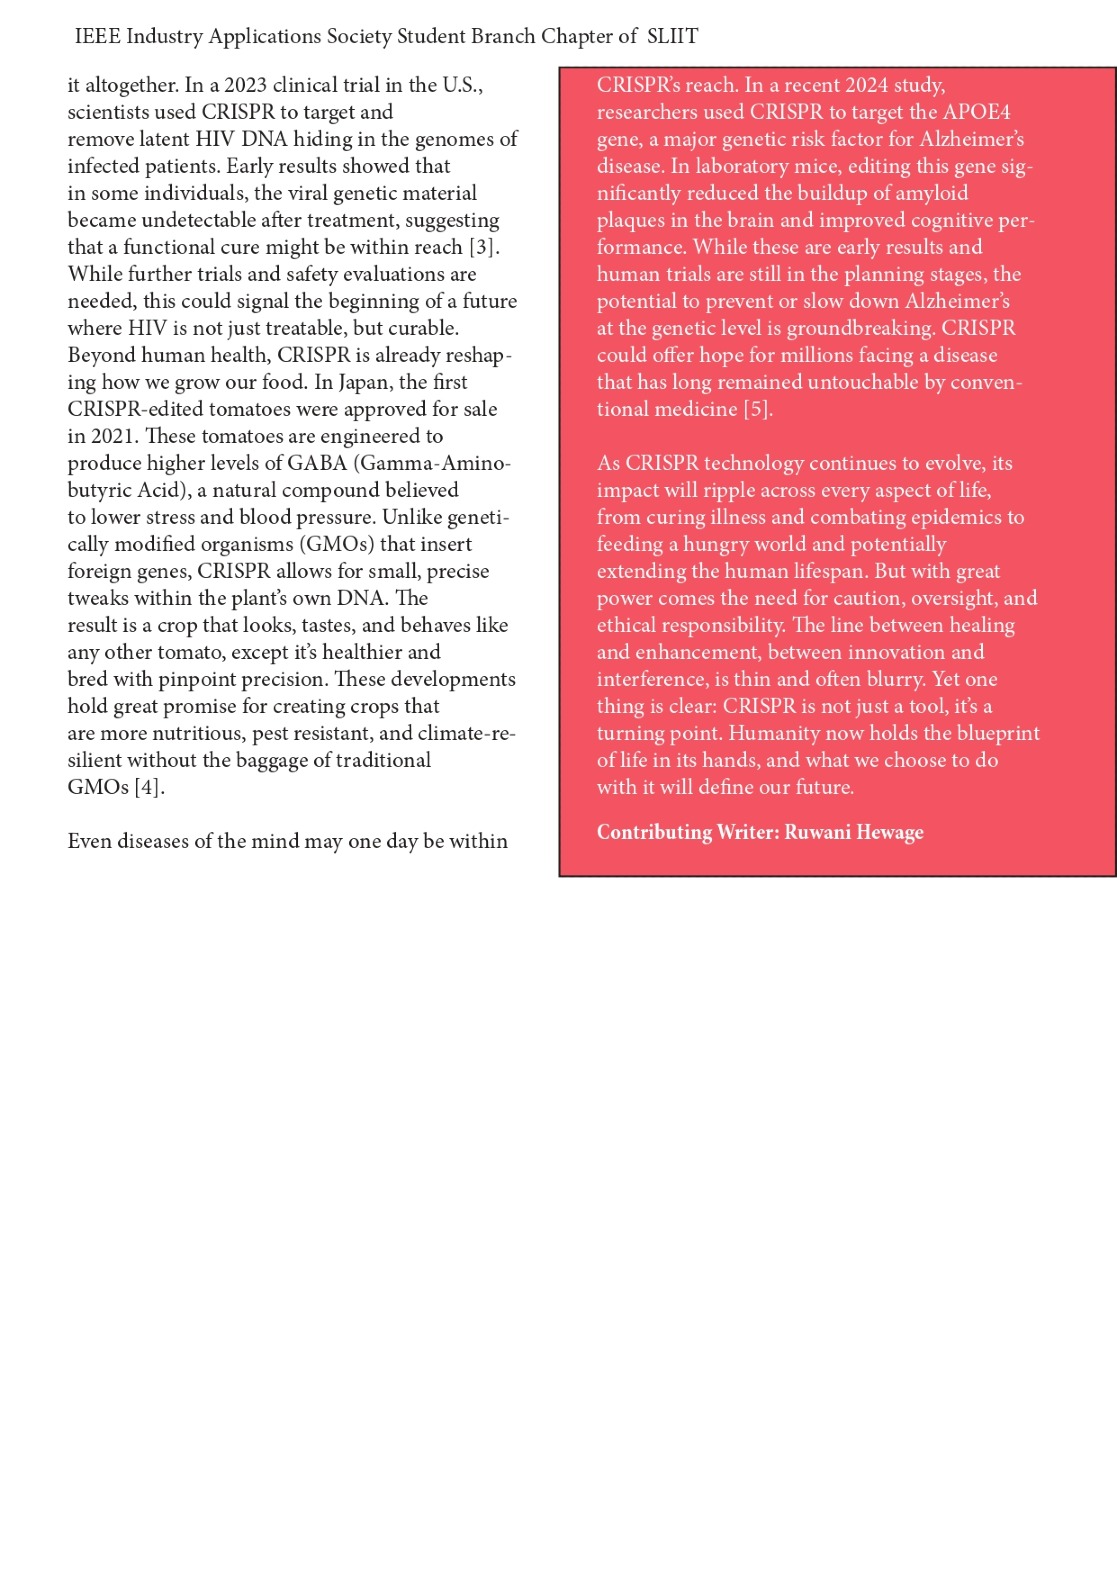 IEEE Industry Applications Society Student Branch Chapter of SLIIT
it altogether. In a 2023 clinical trial in the U.S.,
scientists used CRISPR to target and
remove latent HIV DNA hiding in the genomes of
infected patients. Early results showed that
in some individuals, the viral genetic material
became undetectable after treatment, suggesting
that a functional cure might be within reach [3].
While further trials and safety evaluations are
needed, this could signal the beginning of a future
where HIV is not just treatable, but curable.
Beyond human health, CRISPR is already reshap-
ing how we grow our food. In Japan, the first
CRISPR-edited tomatoes were approved for sale
in 2021. These tomatoes are engineered to
produce higher levels of GABA (Gamma-Amino-
butyric Acid), a natural compound believed
to lower stress and blood pressure. Unlike geneti-
cally modified organisms (GMOs) that insert
foreign genes, CRISPR allows for small, precise
tweaks within the plant’s own DNA. The
result is a crop that looks, tastes, and behaves like
any other tomato, except it’s healthier and
bred with pinpoint precision. These developments
hold great promise for creating crops that
are more nutritious, pest resistant, and climate-re-
silient without the baggage of traditional
GMOs [4].
Even diseases of the mind may one day be within
CRISPR’s reach. In a recent 2024 study,
researchers used CRISPR to target the APOE4
gene, a major genetic risk factor for Alzheimer’s
disease. In laboratory mice, editing this gene sig-
nificantly reduced the buildup of amyloid
plaques in the brain and improved cognitive per-
formance. While these are early results and
human trials are still in the planning stages, the
potential to prevent or slow down Alzheimer’s
at the genetic level is groundbreaking. CRISPR
could offer hope for millions facing a disease
that has long remained untouchable by conven-
tional medicine [5].
As CRISPR technology continues to evolve, its
impact will ripple across every aspect of life,
from curing illness and combating epidemics to
feeding a hungry world and potentially
extending the human lifespan. But with great
power comes the need for caution, oversight, and
ethical responsibility. The line between healing
and enhancement, between innovation and
interference, is thin and often blurry. Yet one
thing is clear: CRISPR is not just a tool, it’s a
turning point. Humanity now holds the blueprint
of life in its hands, and what we choose to do
with it will define our future.
Contributing Writer: Ruwani Hewage